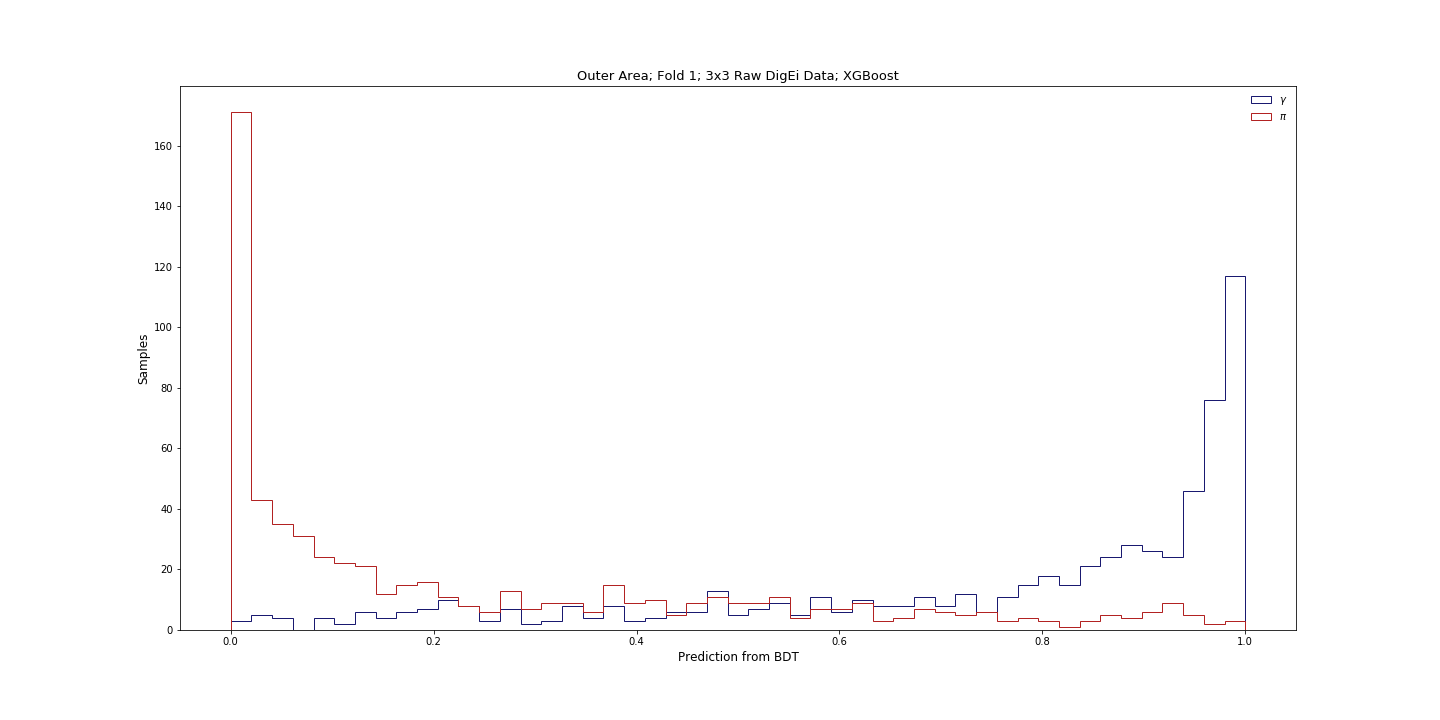 Outer Area; Fold 1; 3x3 Raw DigEi Data; XGBoost
γ
π
160
140
120
100
80
60
40
20
0
Samples
0.0 0.2 0.4 0.6 0.8 1.0
Prediction from BDT